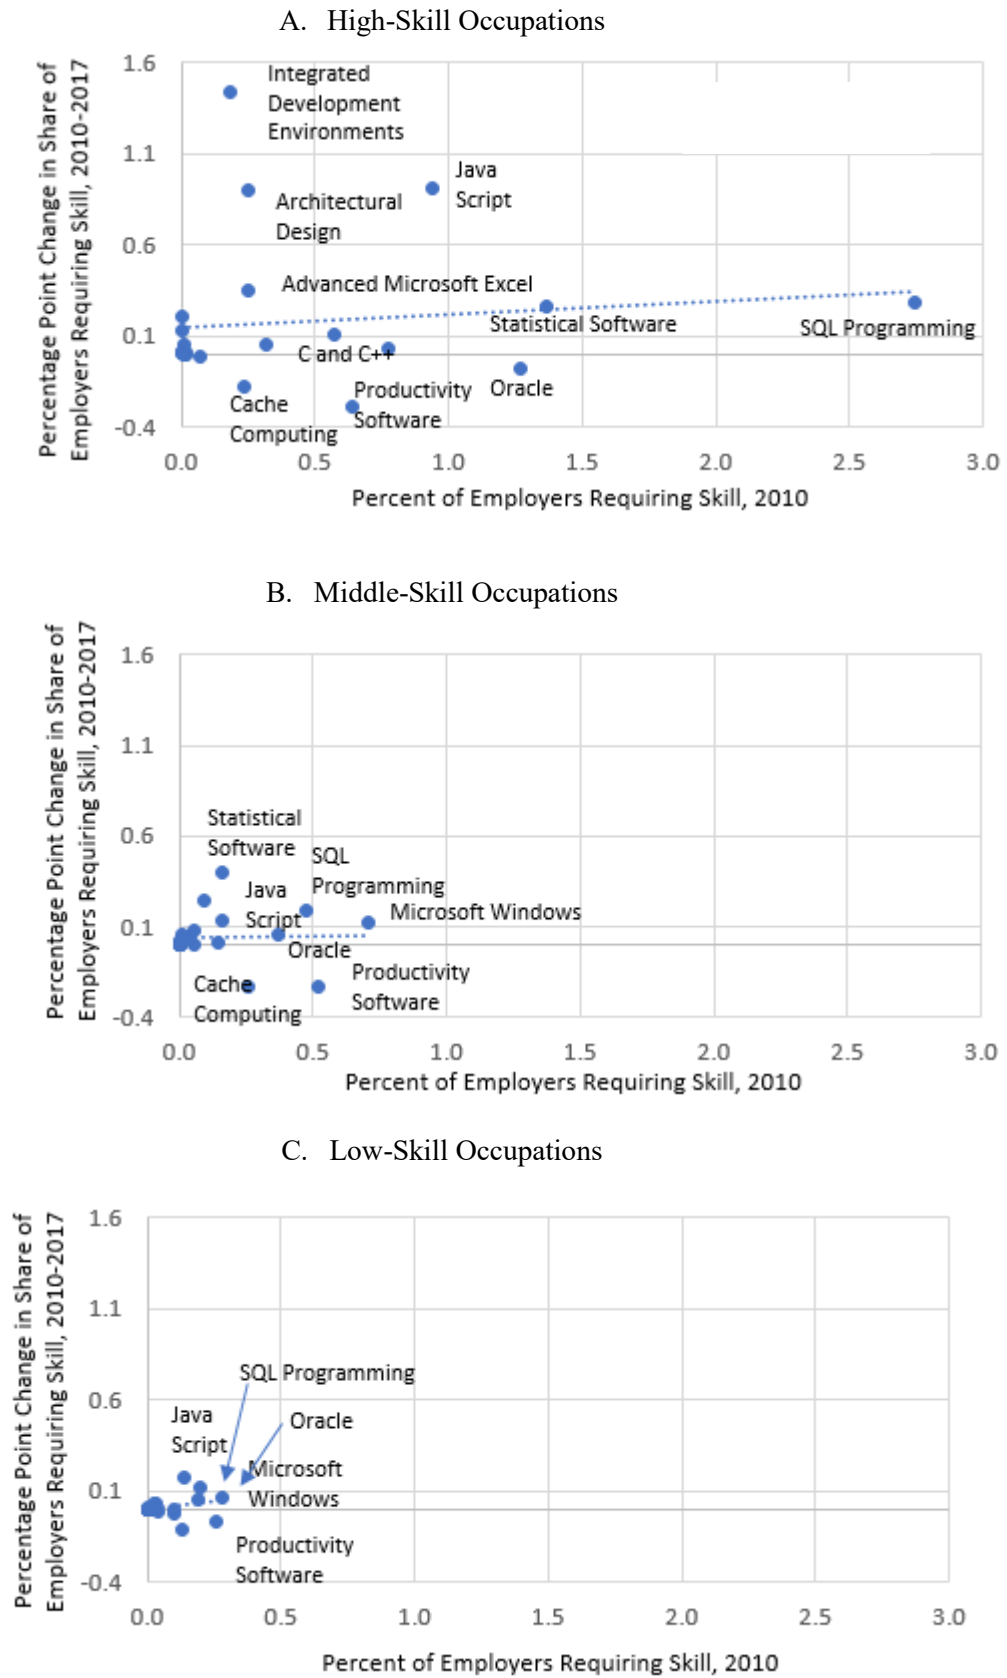 A. High-Skill Occupations
Percentage Point Change in Share of
Employers Requiring Skill, 2010-2017
1.6
1.1
0.6
0.1
-0.4
Integrated
Development
Environments
Java
Script
Architectural
Design
Advanced Microsoft Excel
Statistical Software
SQL Programming
C and C++
Oracle
Productivity
Software
Cache
Computing
0.0
0.5
1.0
1.5
2.0
2.5
3.0
Percent of Employers Requiring Skill, 2010
B. Middle-Skill Occupations
Percentage Point Change in Share of
Employers Requiring Skill, 2010-2017
1.6
1.1
0.6
0.1
-0.4
Statistical
Software
SQL
Programming
Java
Script
Microsoft Windows
Oracle
Productivity
Software
Cache
Computing
0.0
0.5
1.0
1.5
2.0
2.5
3.0
Percent of Employers Requiring Skill, 2010
C. Low-Skill Occupations
Percentage Point Change in Share of
Employers Requiring Skill, 2010-2017
1.6
1.1
0.6
0.1
-0.4
SQL Programming
Java
Script
Oracle
Microsoft
Windows
Productivity
Software
0.0
0.5
1.0
1.5
2.0
2.5
3.0
Percent of Employers Requiring Skill, 2010